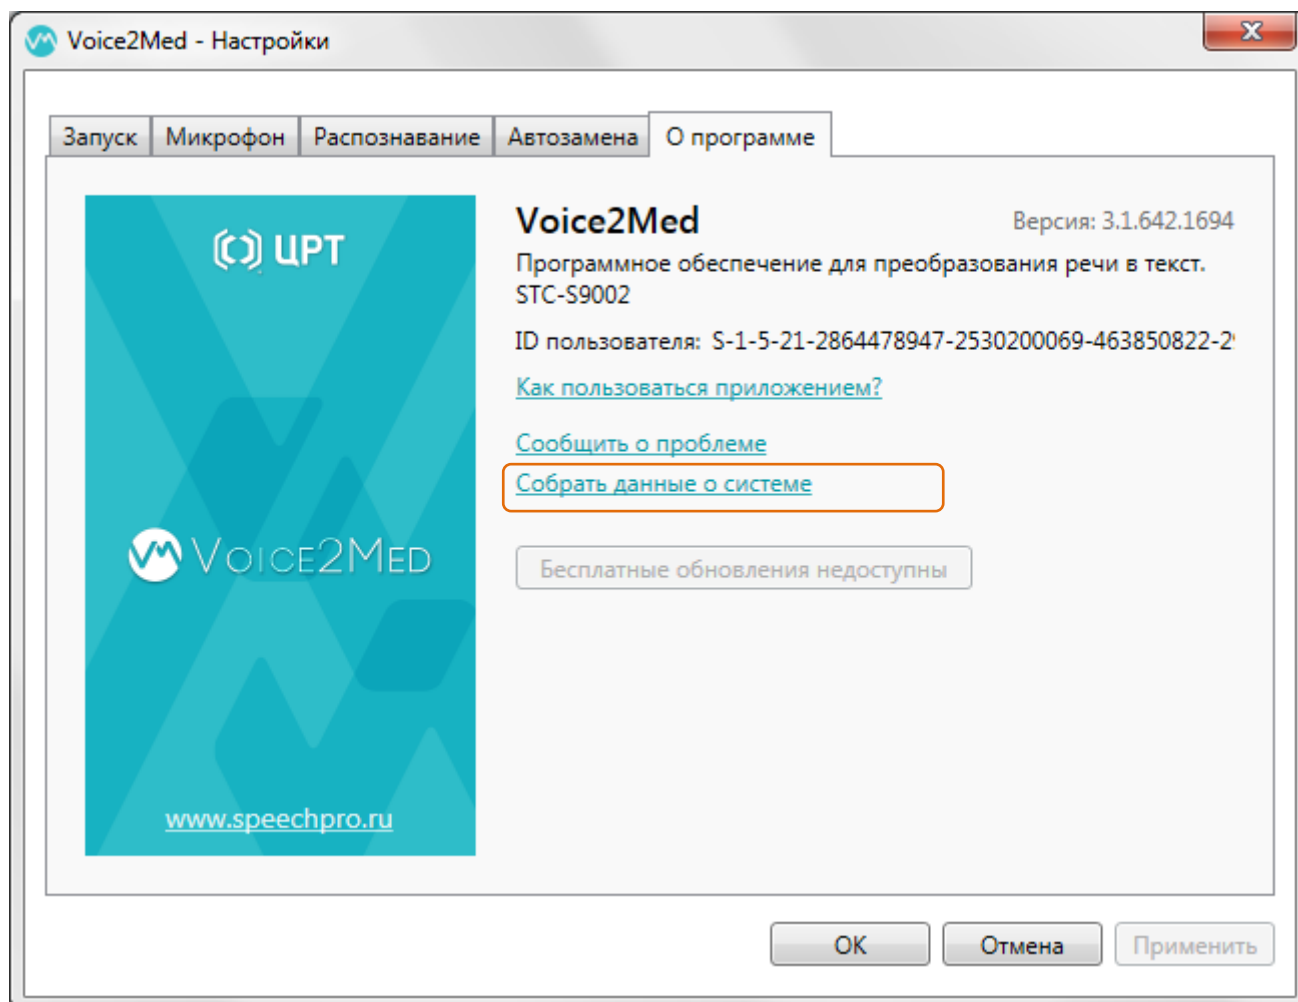 Voice2Med - Настройки
Запуск Микрофон Распознавание Автозамена О программе
ЦРТ
VOICE2MED
www.speechpro.ru
Voice2Med Версия: 3.1.642.1694
Программное обеспечение для преобразования речи в текст.
STC-S9002
ID пользователя: S-1-5-21-2864478947-2530200069-463850822-2
Как пользоваться приложением?
Сообщить о проблеме
Собрать данные о системе
Бесплатные обновления недоступны
ОК Отмена Применить